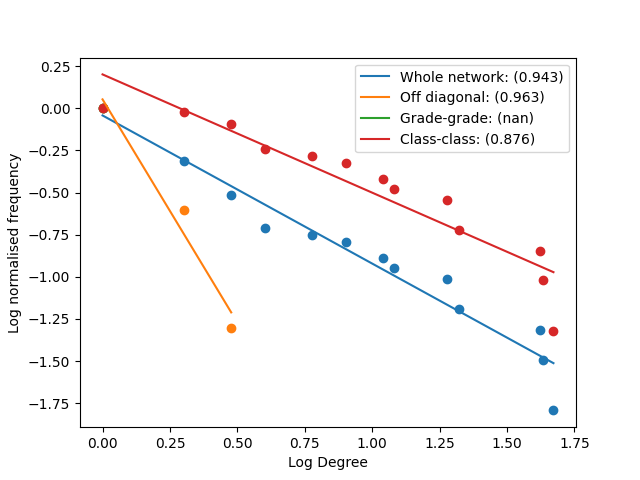 Whole network: (0.943)
Off diagonal: (0.963)
Grade-grade: (nan)
Class-class: (0.876)
Log normalised frequency
0.25
0.00
−0.25
−0.50
−0.75
−1.00
−1.25
−1.50
−1.75
0.00 0.25 0.50 0.75 1.00 1.25 1.50 1.75
Log Degree